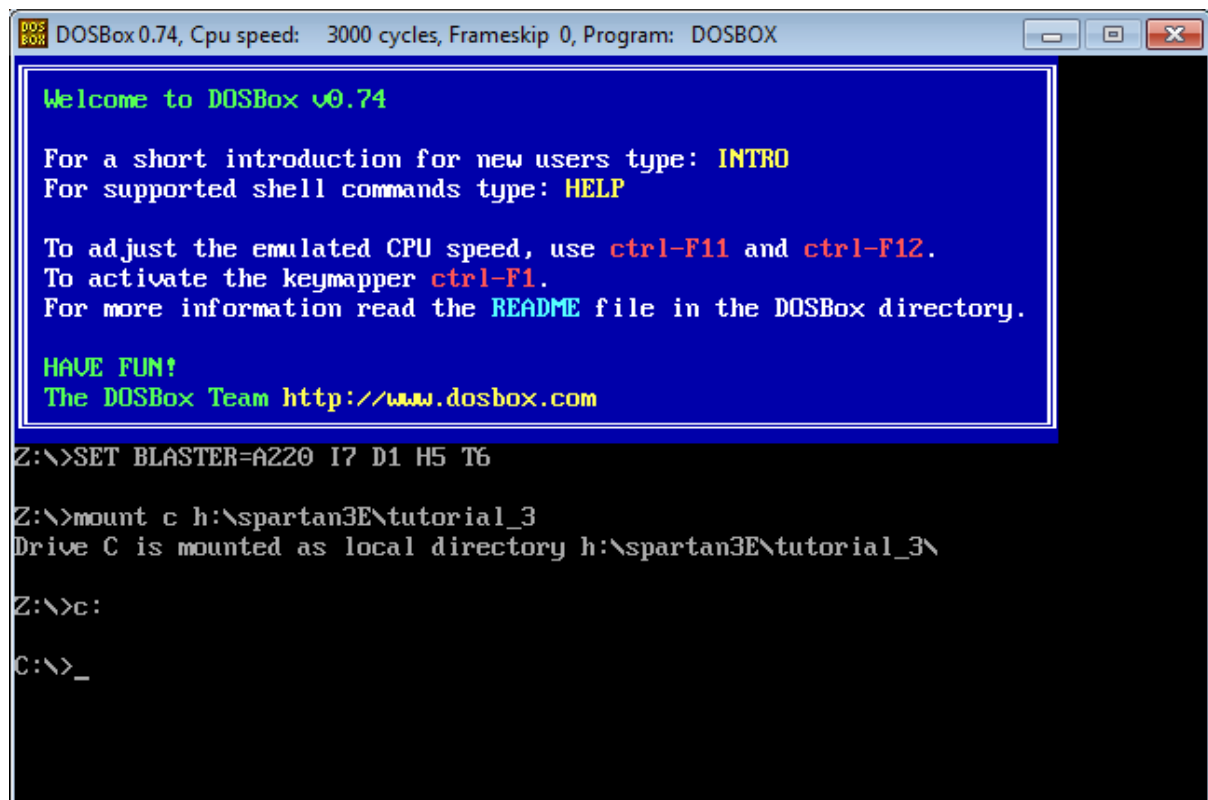 DOSBox 0.74, Cpu speed: 3000 cycles, Frameskip 0, Program: DOSBOX
Welcome to DOSBox v0.74
For a short introduction for new users type: INTRO
For supported shell commands type: HELP
To adjust the emulated CPU speed, use ctrl-F11 and ctrl-F12.
To activate the keymapper ctrl-F1.
For more information read the README file in the DOSBox directory.
HAVE FUN!
The DOSBox Team http://www.dosbox.com
Z:\>SET BLASTER=A220 I7 D1 H5 T6
Z:\>mount c h:\spartan3E\tutorial_3
Drive C is mounted as local directory h:\spartan3E\tutorial_3\
Z:\>c:
C:\>_